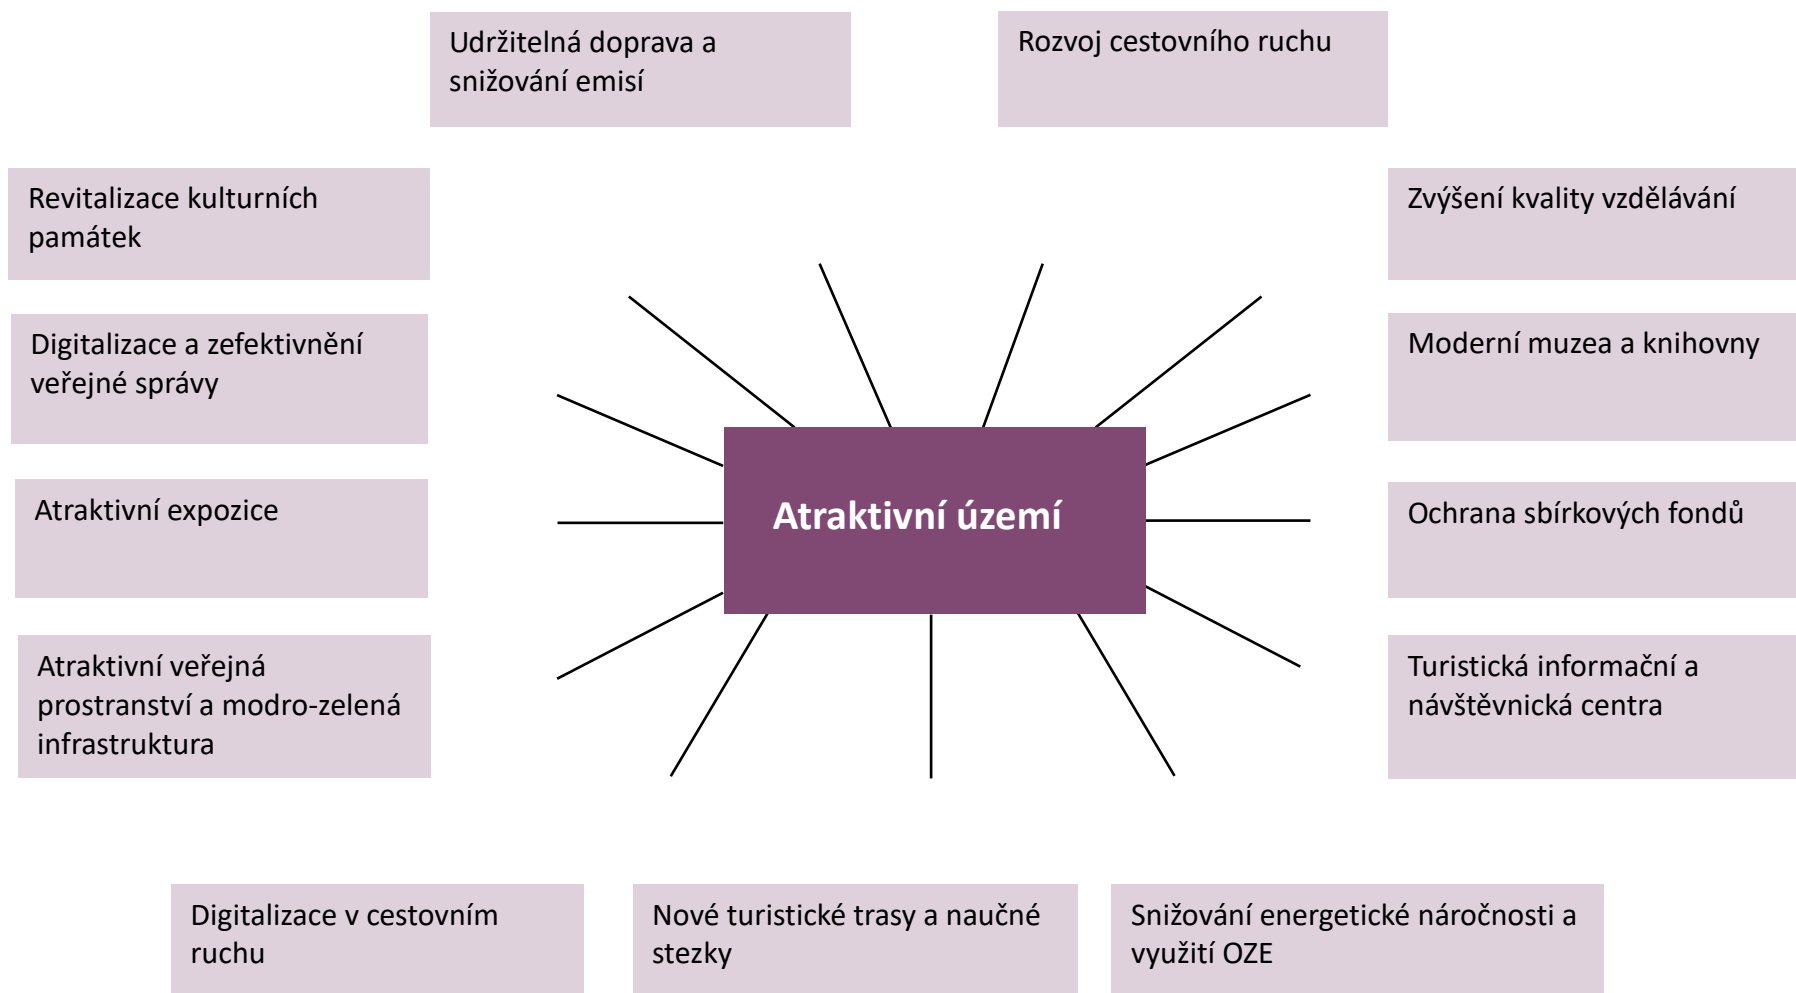 Udržitelná doprava a
snižování emisí
Rozvoj cestovního ruchu
Revitalizace kulturních
památek
Zvýšení kvality vzdělávání
Digitalizace a zefektivnění
veřejné správy
Moderní muzea a knihovny
Atraktivní expozice
Atraktivní území
Ochrana sbírkových fondů
Atraktivní veřejná
prostranství a modro-zelená
infrastruktura
Turistická informační a
návštěvnická centra
Digitalizace v cestovním
ruchu
Nové turistické trasy a naučné
stezky
Snižování energetické náročnosti a
využití OZE